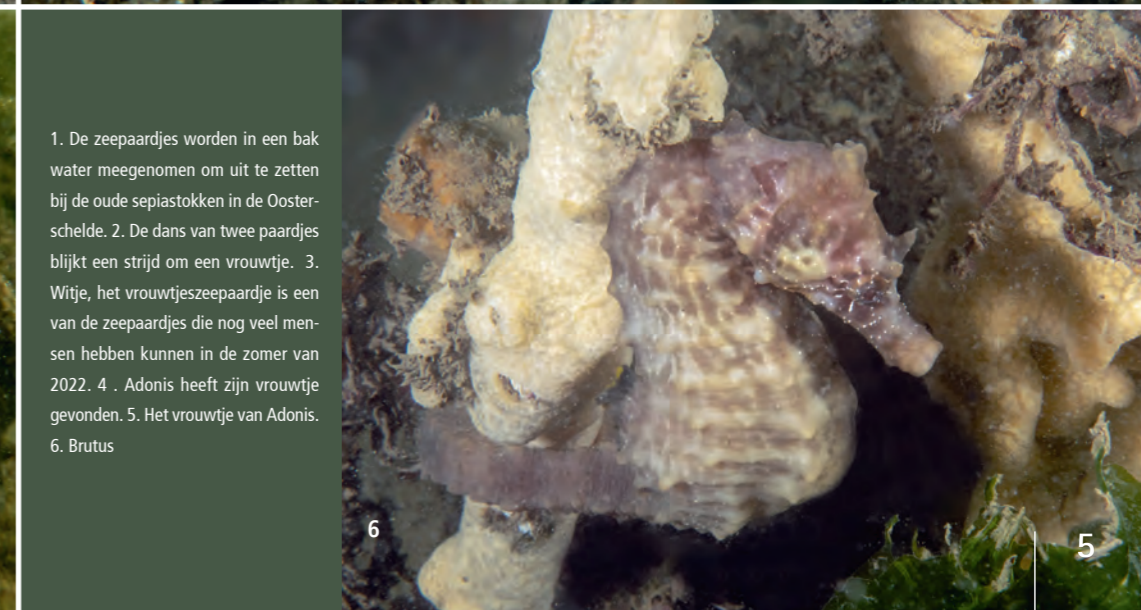 1. De zeepaardjes worden in een bak
water meegenomen om uit te zetten
bij de oude sepiastokken in de Ooster-
schelde. 2. De dans van twee paardjes
blijkt een strijd om een vrouwtje. 3.
Witje, het vrouwtjeszeepaardje is een
van de zeepaardjes die nog veel men-
sen hebben kunnen in de zomer van
2022. 4 . Adonis heeft zijn vrouwtje
gevonden. 5. Het vrouwtje van Adonis.
6. Brutus
6
5